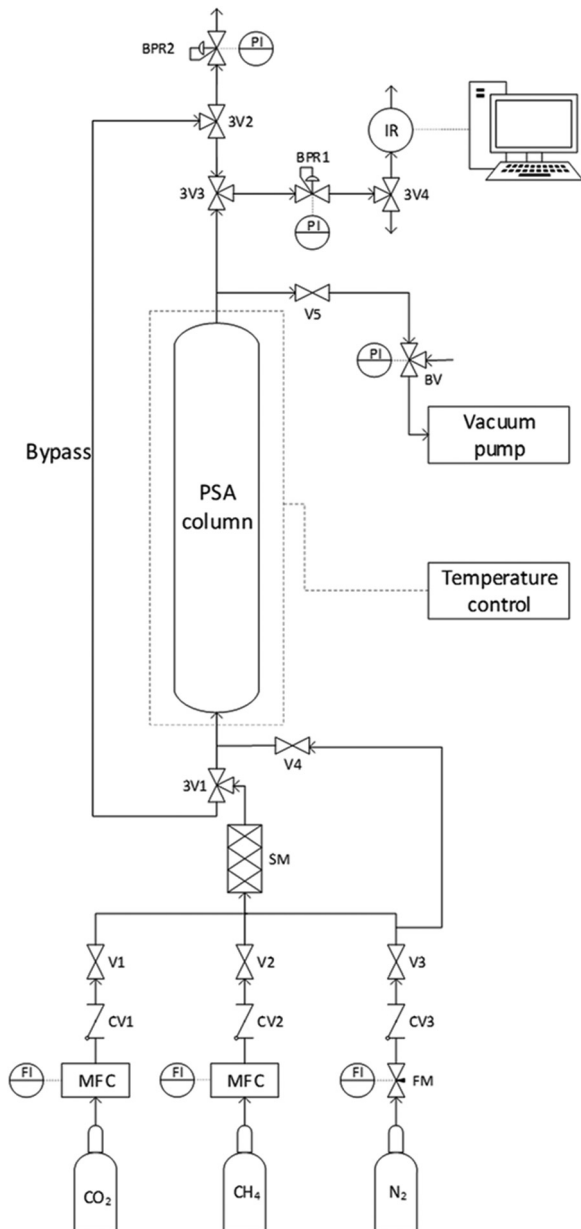 BPR2
PI
3V2
IR
BPR1
3V3
3V4
PI
V5
PI
BV
Vacuum
pump
Bypass
PSA
column
Temperature
control
V4
3V1
SM
V1
V2
V3
CV1
CV2
CV3
FI
MFC
FI
MFC
FI
FM
CO₂
CH₄
N₂